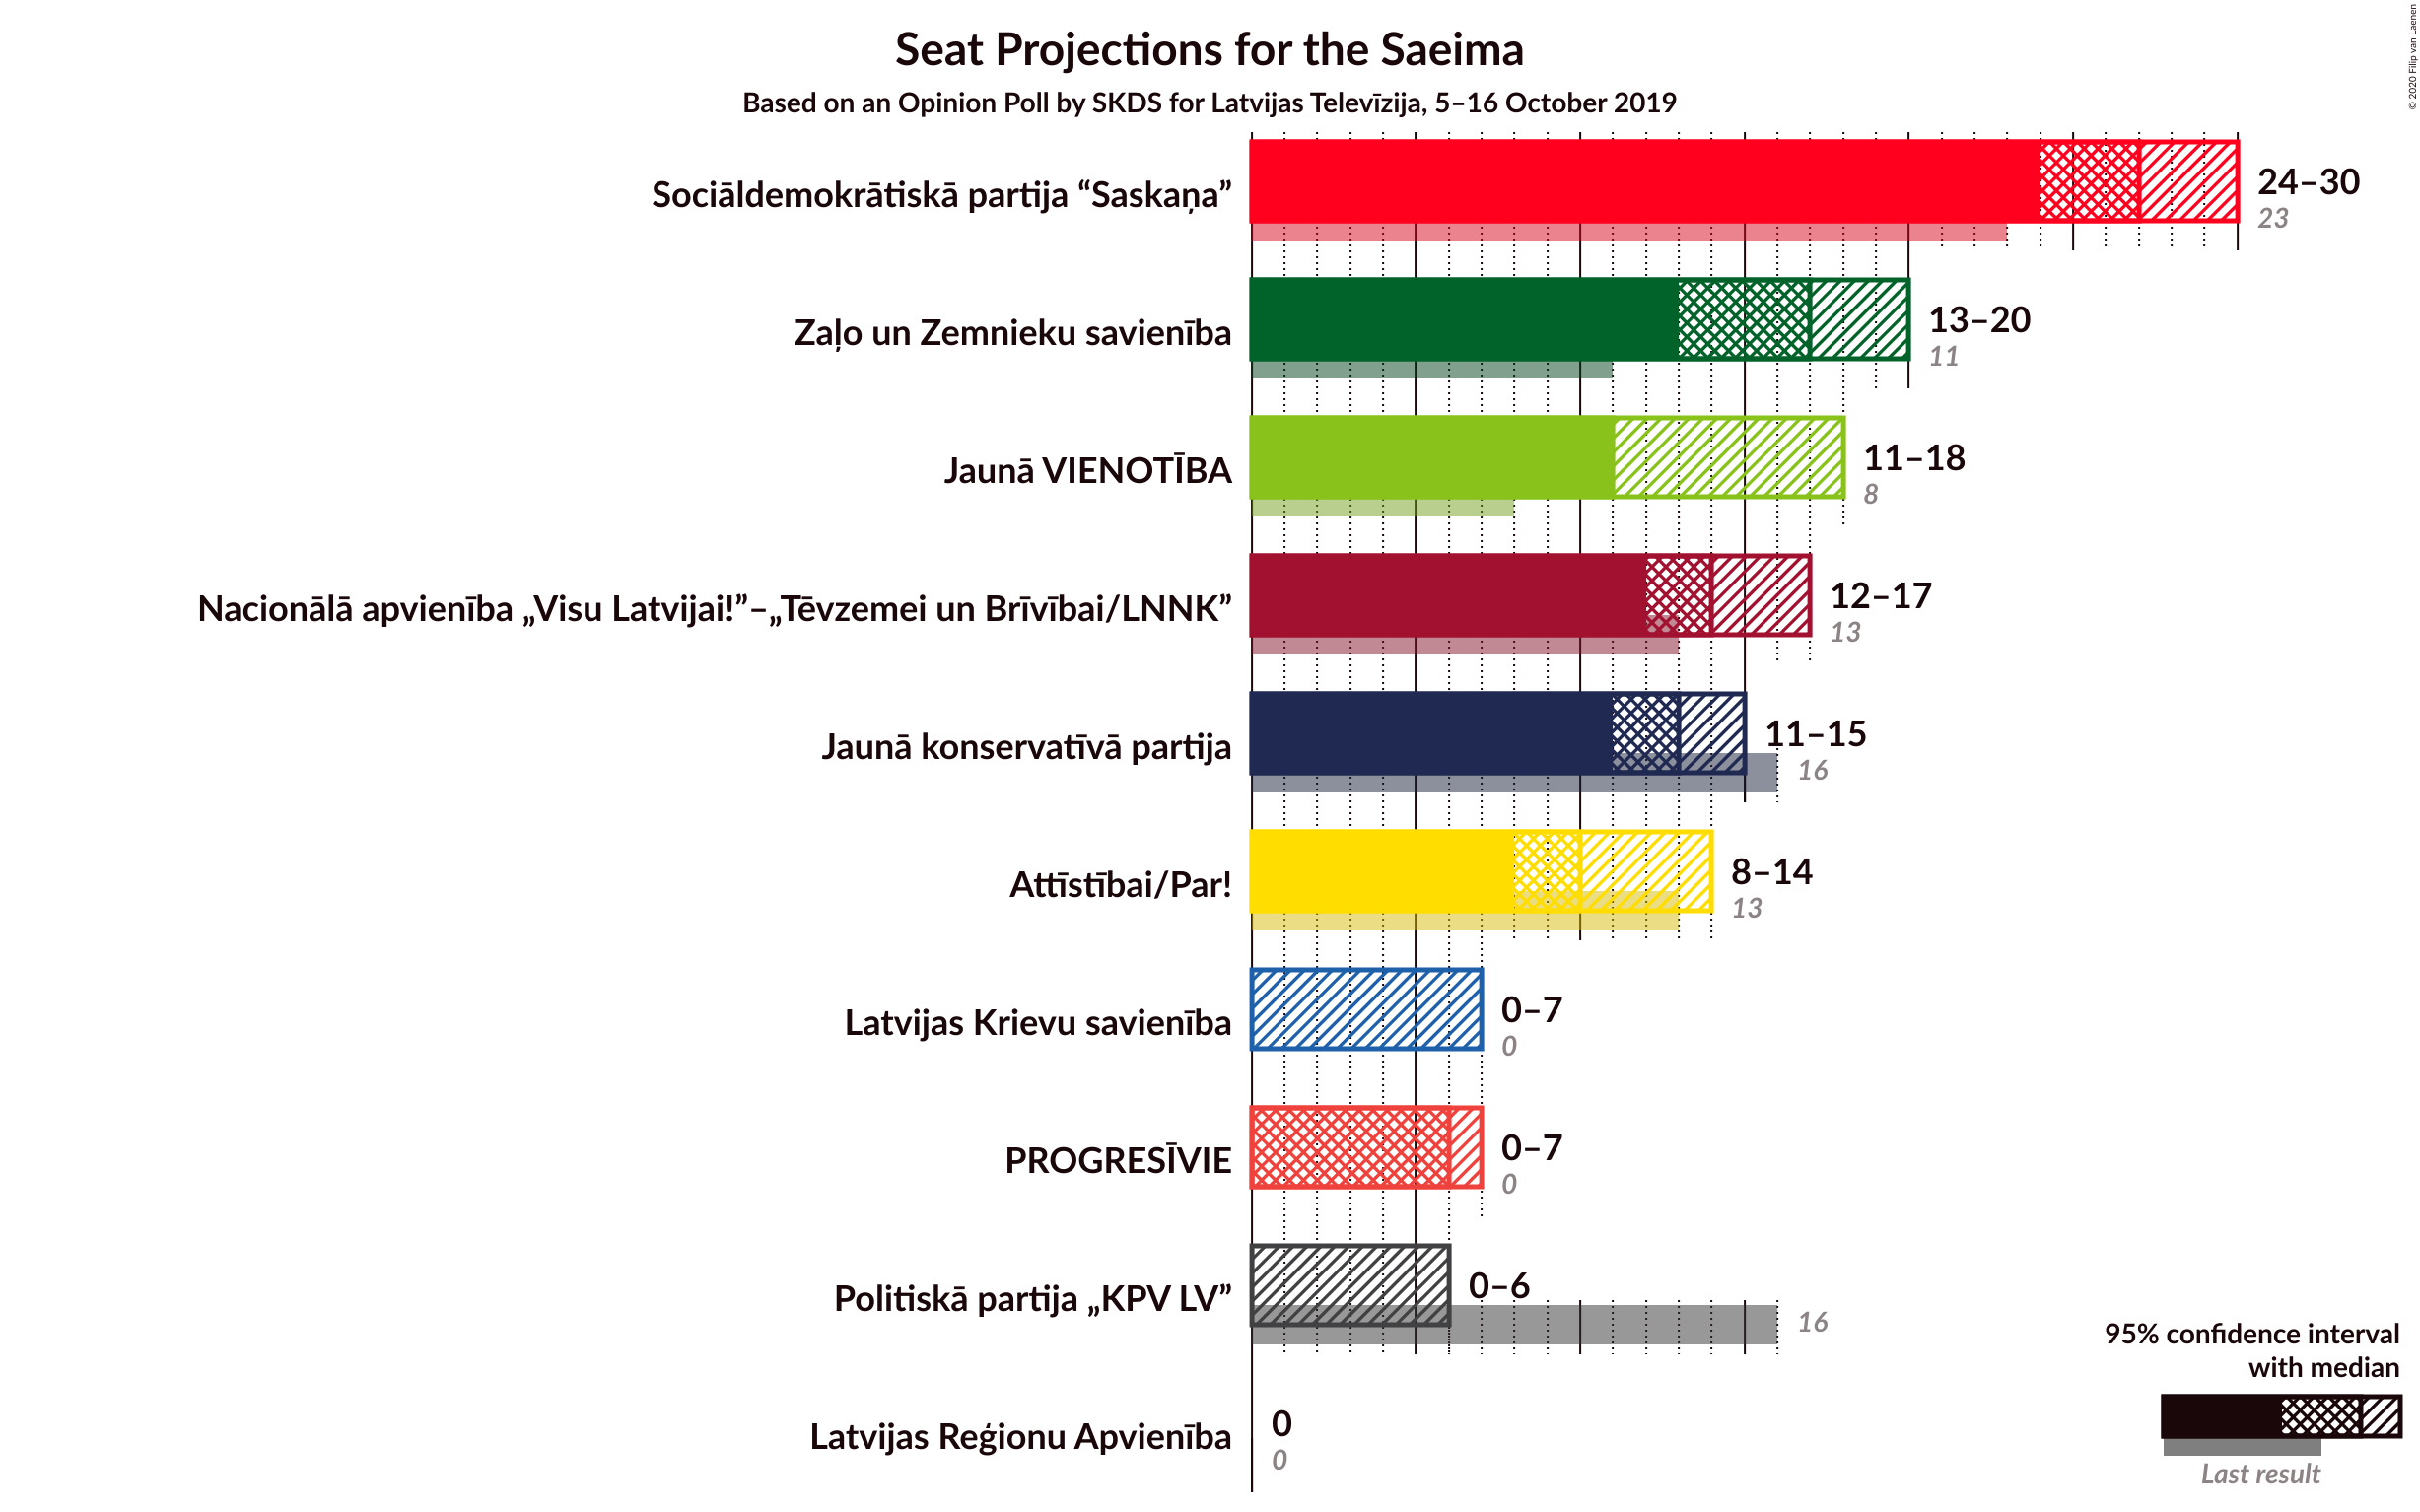 Seat Projections for the Saeima
Based on an Opinion Poll by SKDS for Latvijas Televīzija, 5–16 October 2019
© 2020 Filip van Laenen
Sociāldemokrātiskā partija “Saskaņa”
24–30
23
Zaļo un Zemnieku savienība
13–20
11
Jaunā VIENOTĪBA
11–18
8
Nacionālā apvienība „Visu Latvijai!”–„Tēvzemei un Brīvībai/LNNK”
12–17
13
Jaunā konservatīvā partija
11–15
16
Attīstībai/Par!
8–14
13
Latvijas Krievu savienība
0–7
0
PROGRESĪVIE
0–7
0
Politiskā partija „KPV LV”
0–6
16
Latvijas Reģionu Apvienība
0
0
95% confidence interval
with median
Last result